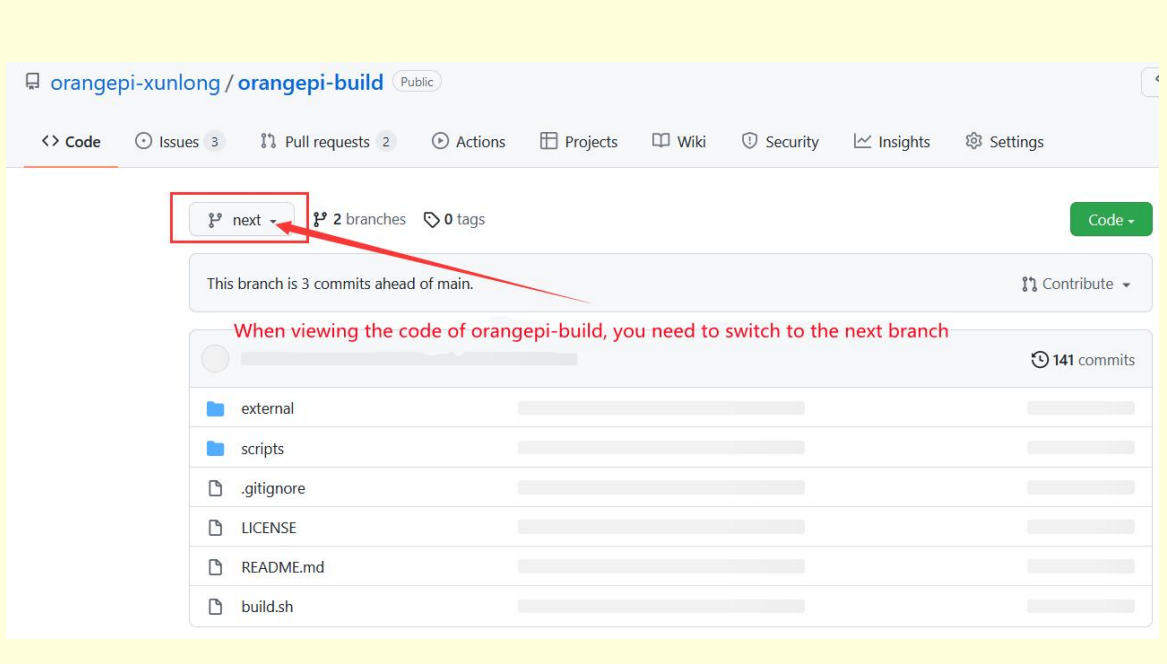 orangepi-xunlong / orangepi-build Public
Code Issues 3 Pull requests 2 Actions Projects Wiki Security Insights Settings
next 2 branches 0 tags Code
This branch is 3 commits ahead of main. Contribute
When viewing the code of orangepi-build, you need to switch to the next branch
141 commits
external
scripts
.gitignore
LICENSE
README.md
build.sh